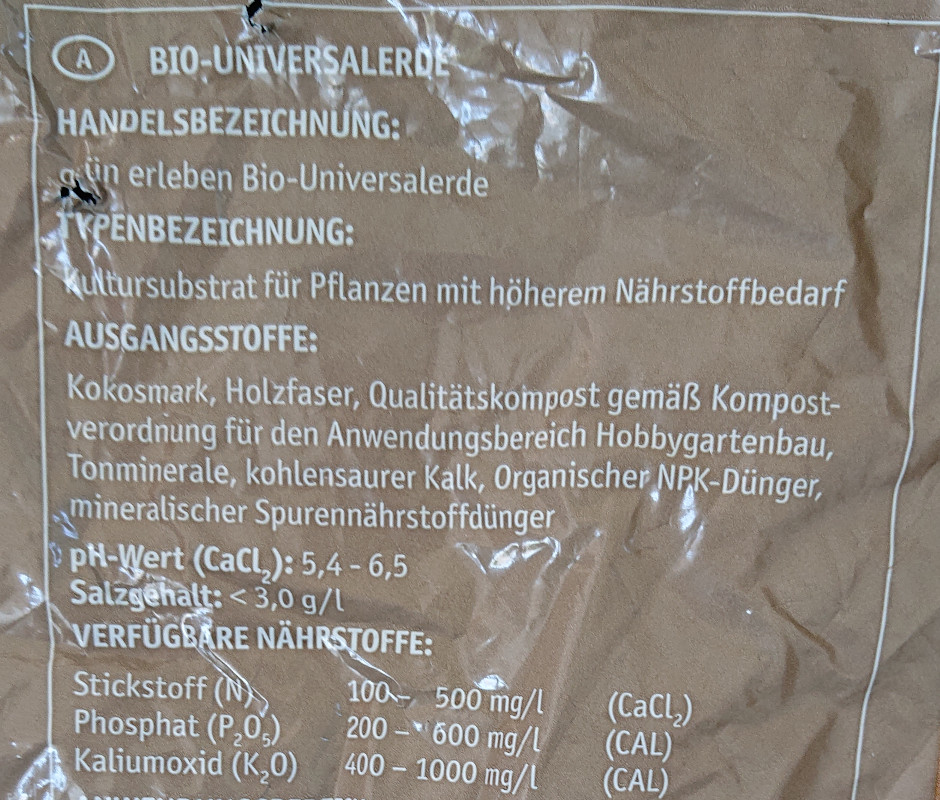 A BIO-UNIVERSALERDE
HANDELSBEZEICHNUNG:
grün erleben Bio-Universalerde
TYPENBEZEICHNUNG:
Kultursubstrat für Pflanzen mit höherem Nährstoffbedarf
AUSGANGSSTOFFE:
Kokosmark, Holzfaser, Qualitätskompost gemäß Kompost-
verordnung für den Anwendungsbereich Hobbygartenbau,
Tonminerale, kohlensaurer Kalk, Organischer NPK-Dünger,
mineralischer Spurennährstoffdünger
pH-Wert (CaCl₂): 5,4 - 6,5
Salzgehalt: < 3,0 g/l
VERFÜGBARE NÄHRSTOFFE:
Stickstoff (N) 100 – 500 mg/l (CaCl₂)
Phosphat (P₂O₅) 200 – 600 mg/l (CAL)
Kaliumoxid (K₂O) 400 – 1000 mg/l (CAL)